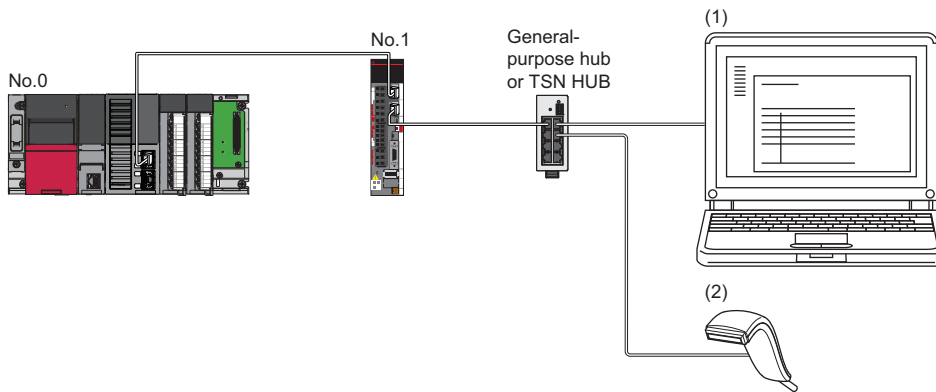 (1)
No.1
General-
purpose hub
or TSN HUB
No.0
(2)